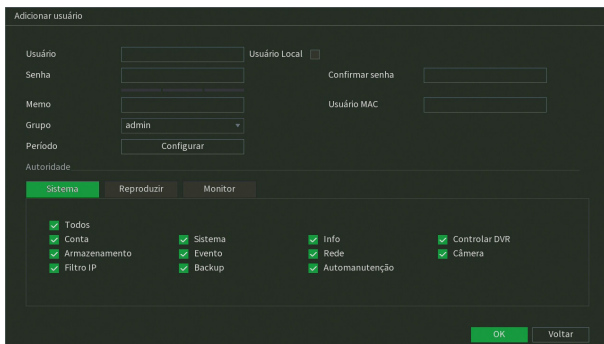 Adicionar usuário
Usuário Usuário Local
Senha Confirmar senha
Memo Usuário MAC
Grupo admin
Período Configurar
Autoridade
Sistema Reproduzir Monitor
Todos
Conta Sistema Info Controlar DVR
Armazenamento Evento Rede Câmera
Filtro IP Backup Automanutenção
OK Voltar